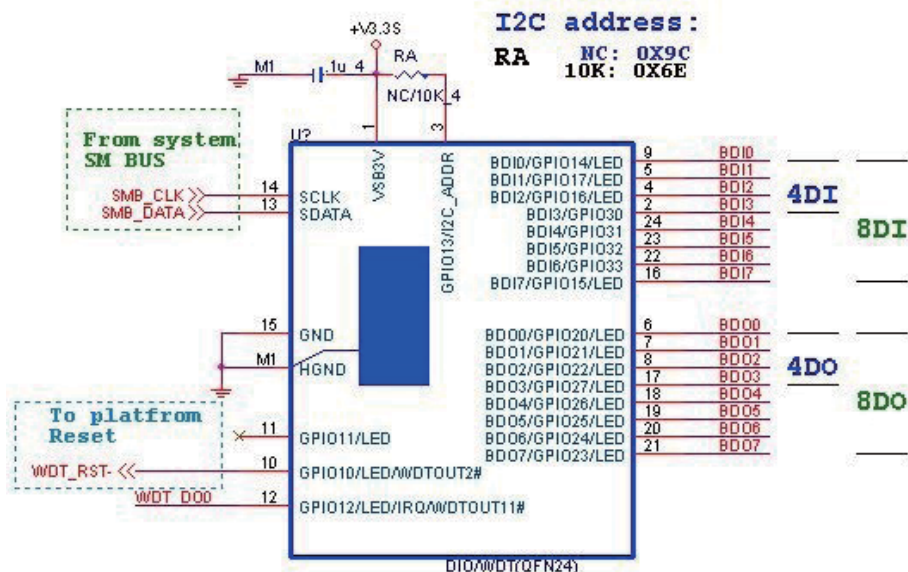 I2C address:
RA NC: 0X9C
10K: 0X6E
+V3.3S
M1 .1u_4 RA
NC/10K_4
From system
SM BUS
SMB_CLK
SMB_DATA
U?
1
3
VSB3V
GPIO13/I2C_ADDR
14 SCLK
13 SDATA
BDI0/GPIO14/LED 9 BDI0
BDI1/GPIO17/LED 5 BDI1
BDI2/GPIO16/LED 4 BDI2
BDI3/GPIO30 2 BDI3
BDI4/GPIO31 24 BDI4
BDI5/GPIO32 23 BDI5
BDI6/GPIO33 22 BDI6
BDI7/GPIO15/LED 16 BDI7
4DI
8DI
15 GND
M1 HGND
BDO0/GPIO20/LED 6 BDO0
BDO1/GPIO21/LED 7 BDO1
BDO2/GPIO22/LED 8 BDO2
BDO3/GPIO27/LED 17 BDO3
BDO4/GPIO26/LED 18 BDO4
BDO5/GPIO25/LED 19 BDO5
BDO6/GPIO24/LED 20 BDO6
BDO7/GPIO23/LED 21 BDO7
4DO
8DO
To platfrom
Reset
WDT_RST-
11 GPIO11/LED
10 GPIO10/LED/WDTOUT2#
WDT_DO0 12 GPIO12/LED/IRQ/WDTOUT11#
DIO/WDT(QFN24)